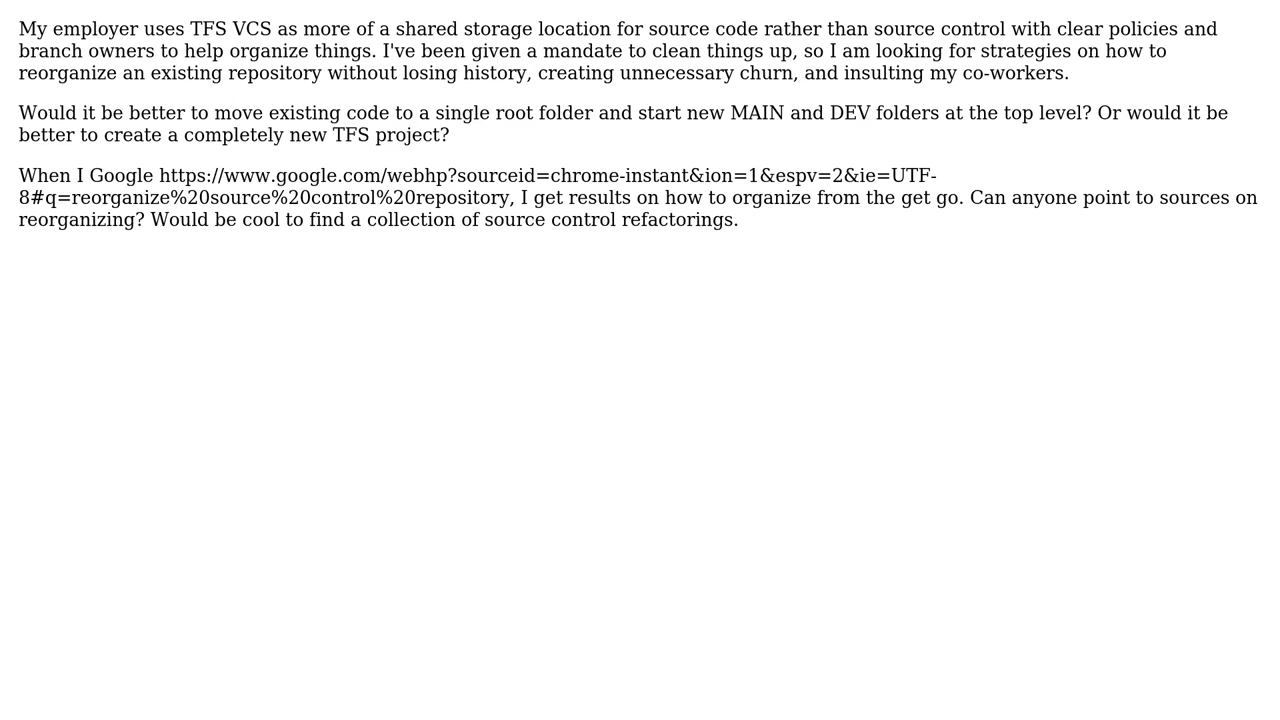 My employer uses TFS VCS as more of a shared storage location for source code rather than source control with clear policies and
branch owners to help organize things. I've been given a mandate to clean things up, so I am looking for strategies on how to
reorganize an existing repository without losing history, creating unnecessary churn, and insulting my co-workers.
Would it be better to move existing code to a single root folder and start new MAIN and DEV folders at the top level? Or would it be
better to create a completely new TFS project?
When I Google https://www.google.com/webhp?sourceid=chrome-instant&ion=1&espv=2&ie=UTF-
8#q=reorganize%20source%20control%20repository, I get results on how to organize from the get go. Can anyone point to sources on
reorganizing? Would be cool to find a collection of source control refactorings.